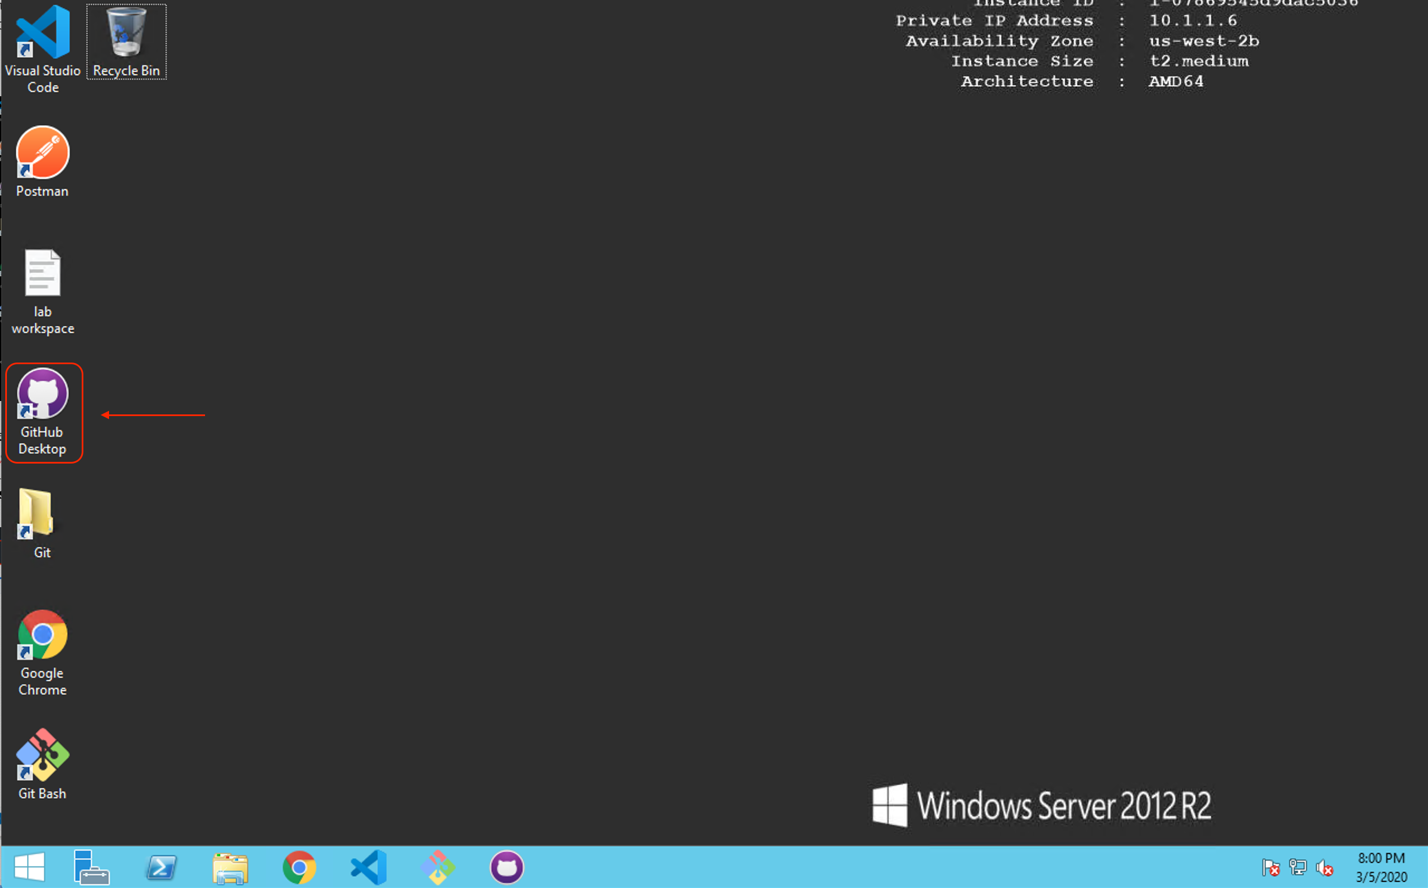 Visual Studio
Code
Recycle Bin
Postman
lab
workspace
GitHub
Desktop
Git
Google
Chrome
Git Bash
Private IP Address : 10.1.1.6
Availability Zone : us-west-2b
Instance Size : t2.medium
Architecture : AMD64
Windows Server 2012 R2
8:00 PM
3/5/2020